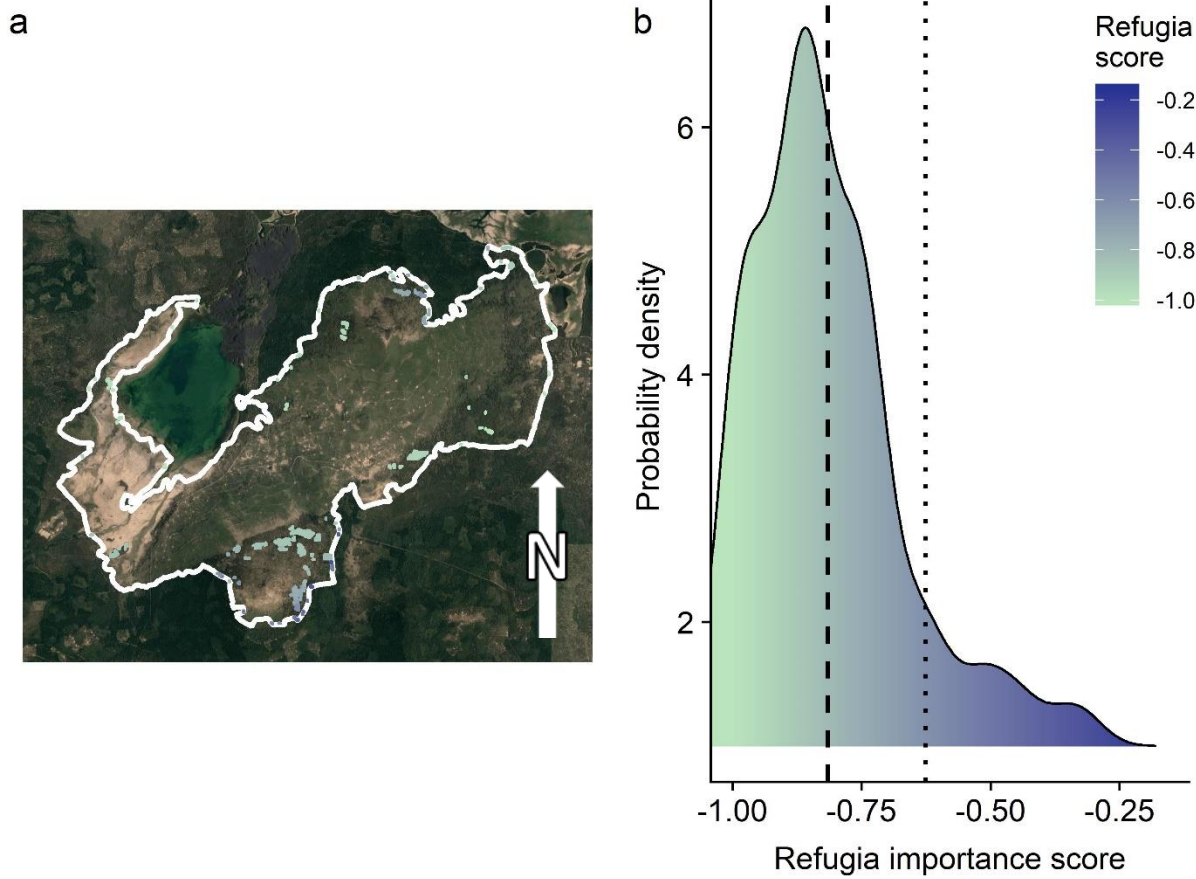 a
N
b
Refugia
score
-0.2
-0.4
-0.6
-0.8
-1.0
6
4
2
Probability density
-1.00
-0.75
-0.50
-0.25
Refugia importance score